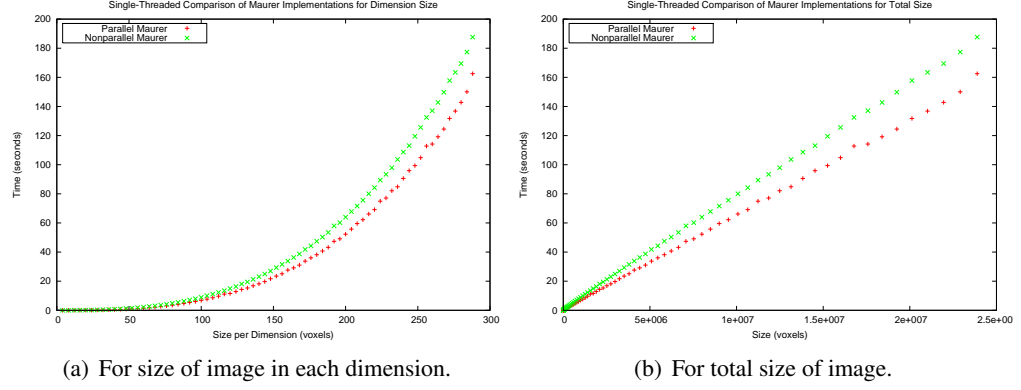 Single-Threaded Comparison of Maurer Implementations for Dimension Size
200
180
160
140
120
100
80
60
40
20
0
Time (seconds)
Parallel Maurer
Nonparallel Maurer
0
50
100
150
200
250
300
Size per Dimension (voxels)
(a) For size of image in each dimension.
Single-Threaded Comparison of Maurer Implementations for Total Size
200
180
160
140
120
100
80
60
40
20
0
Time (seconds)
Parallel Maurer
Nonparallel Maurer
0
5e+006
1e+007
1.5e+007
2e+007
2.5e+00
Size (voxels)
(b) For total size of image.